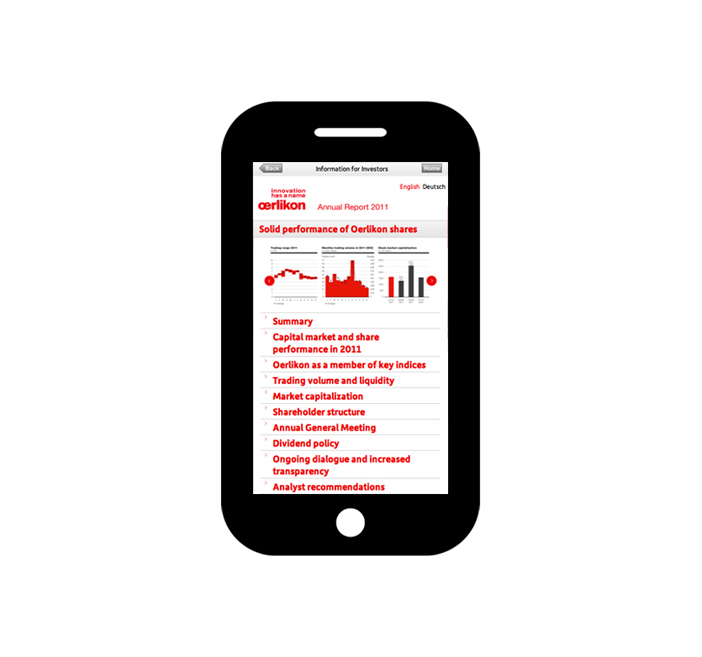 Back
Information for Investors
Home
English Deutsch
innovation
has a name
œrlikon
Annual Report 2011
Solid performance of Oerlikon shares
Trading range 2011
Monthly trading volume in 2011 (SIX)
Stock market capitalization
Summary
Capital market and share
performance in 2011
Oerlikon as a member of key indices
Trading volume and liquidity
Market capitalization
Shareholder structure
Annual General Meeting
Dividend policy
Ongoing dialogue and increased
transparency
Analyst recommendations